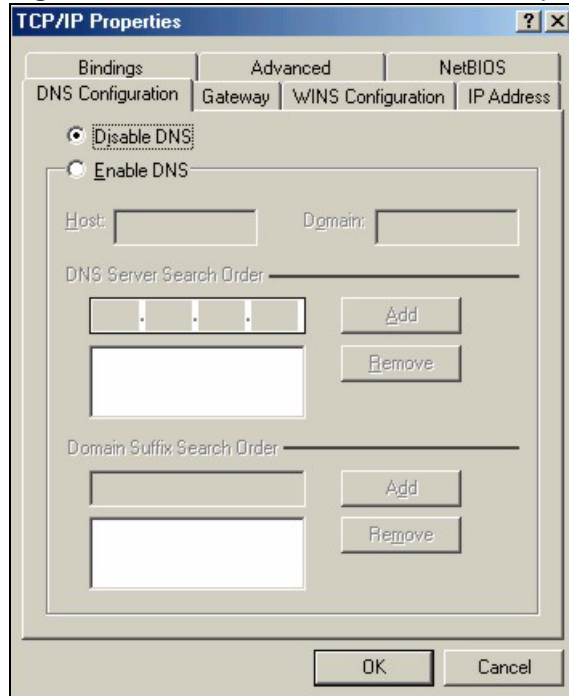 TCP/IP Properties
Bindings Advanced NetBIOS
DNS Configuration Gateway WINS Configuration IP Address
Disable DNS
Enable DNS
Host: Domain:
DNS Server Search Order
Add
Remove
Domain Suffix Search Order
Add
Remove
OK Cancel